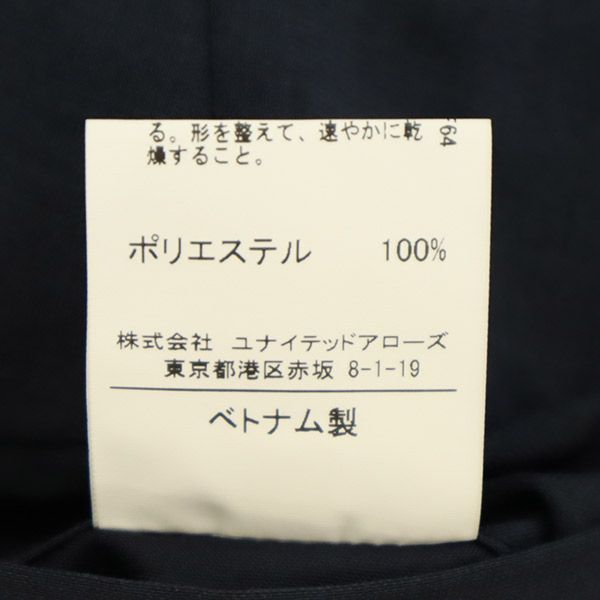 る。形を整えて、速やかに乾
燥すること。
ポリエステル 100%
株式会社 ユナイテッドアローズ
東京都港区赤坂 8-1-19
ベトナム製